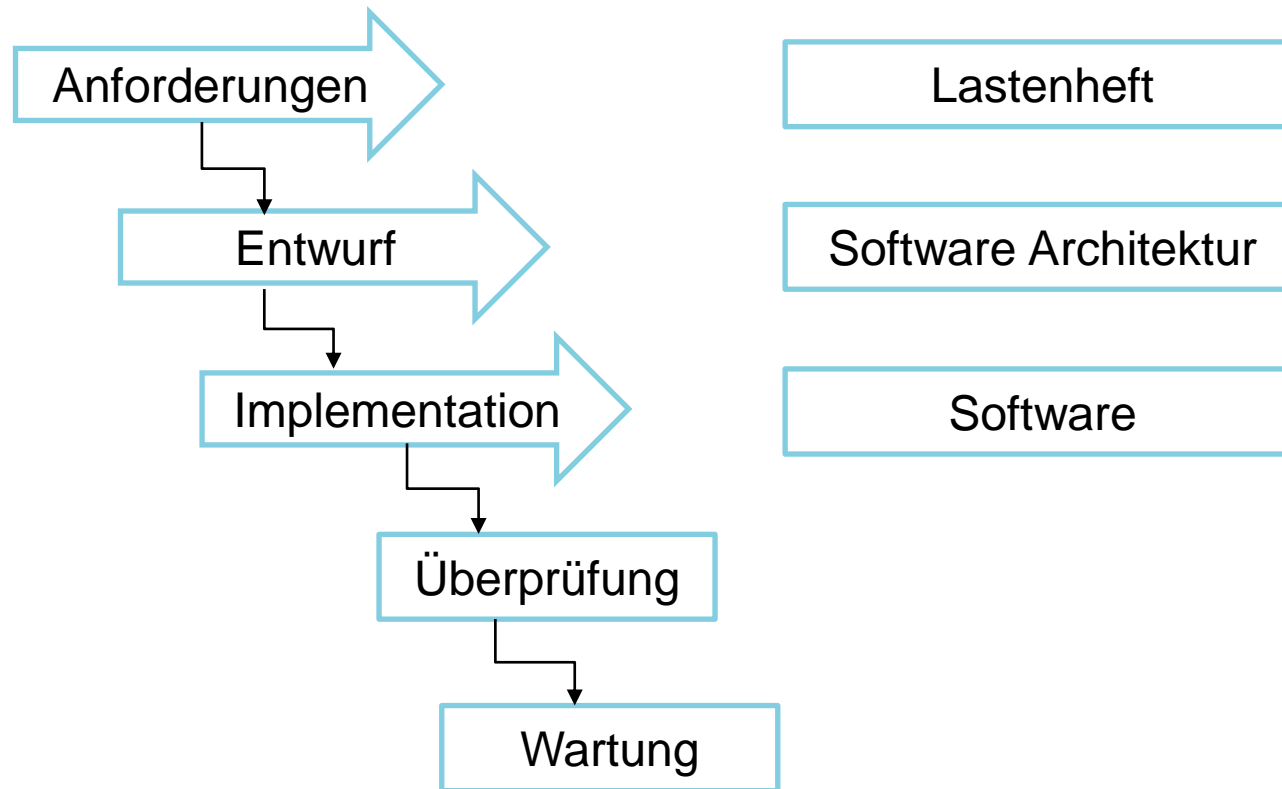 Anforderungen
Lastenheft
Entwurf
Software Architektur
Implementation
Software
Überprüfung
Wartung